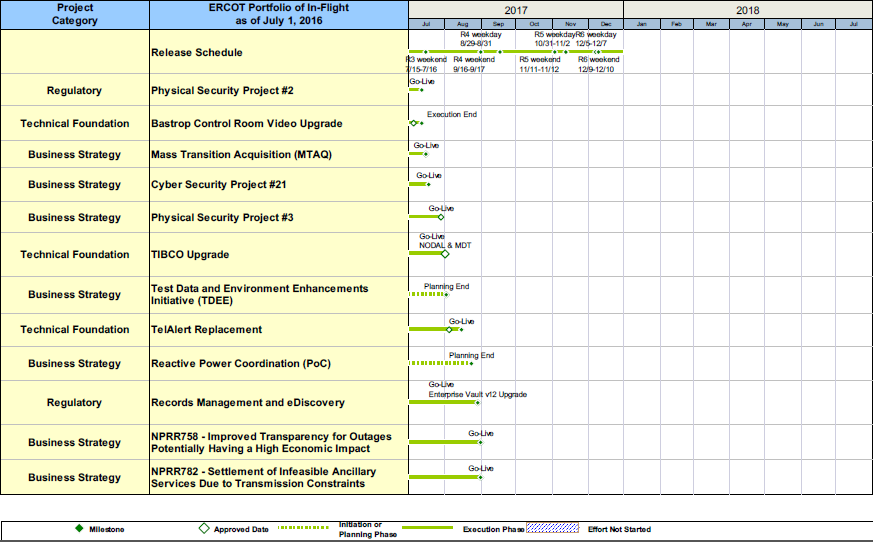 Project
Category
ERCOT Portfolio of In-Flight
as of July 1, 2016
2017
2018
Jul Aug Sep Oct Nov Dec Jan Feb Mar Apr May Jun Jul
Release Schedule
R4 weekday
8/29-8/31
R5 weekday
10/31-11/2
R6 weekday
12/5-12/7
R3 weekend
7/15-7/16
R4 weekend
9/16-9/17
R5 weekend
11/11-11/12
R6 weekend
12/9-12/10
Regulatory
Physical Security Project #2
Go-Live
Technical Foundation
Bastrop Control Room Video Upgrade
Execution End
Business Strategy
Mass Transition Acquisition (MTAQ)
Go-Live
Business Strategy
Cyber Security Project #21
Go-Live
Business Strategy
Physical Security Project #3
Go-Live
Technical Foundation
TIBCO Upgrade
Go-Live
NODAL & MDT
Business Strategy
Test Data and Environment Enhancements
Initiative (TDEE)
Planning End
Technical Foundation
TelAlert Replacement
Go-Live
Business Strategy
Reactive Power Coordination (PoC)
Planning End
Regulatory
Records Management and eDiscovery
Go-Live
Enterprise Vault v12 Upgrade
Business Strategy
NPRR758 - Improved Transparency for Outages
Potentially Having a High Economic Impact
Go-Live
Business Strategy
NPRR782 - Settlement of Infeasible Ancillary
Services Due to Transmission Constraints
Go-Live
Milestone
Approved Date
Initiation or
Planning Phase
Execution Phase
Effort Not Started